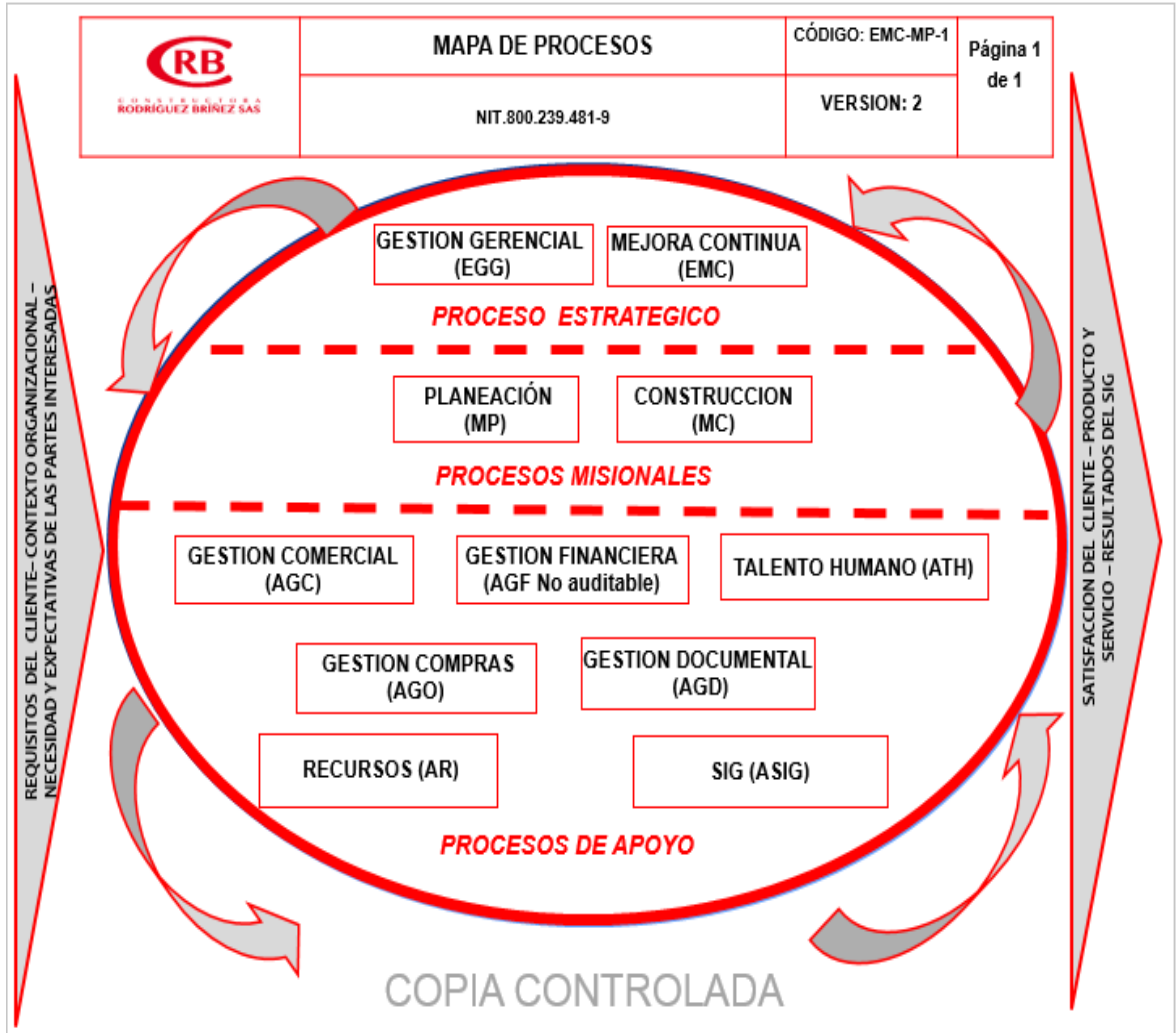 CRB
CONSTRUCTORA
RODRÍGUEZ BRÍÑEZ SAS
MAPA DE PROCESOS
NIT.800.239.481-9
CÓDIGO: EMC-MP-1
VERSION: 2
Página 1
de 1
REQUISITOS DEL CLIENTE– CONTEXTO ORGANIZACIONAL –
NECESIDAD Y EXPECTATIVAS DE LAS PARTES INTERESADAS
GESTION GERENCIAL
(EGG)
MEJORA CONTINUA
(EMC)
PROCESO ESTRATEGICO
PLANEACIÓN
(MP)
CONSTRUCCION
(MC)
PROCESOS MISIONALES
GESTION COMERCIAL
(AGC)
GESTION FINANCIERA
(AGF No auditable)
TALENTO HUMANO (ATH)
GESTION COMPRAS
(AGO)
GESTION DOCUMENTAL
(AGD)
RECURSOS (AR)
SIG (ASIG)
PROCESOS DE APOYO
SATISFACCION DEL CLIENTE – PRODUCTO Y
SERVICIO – RESULTADOS DEL SIG
COPIA CONTROLADA